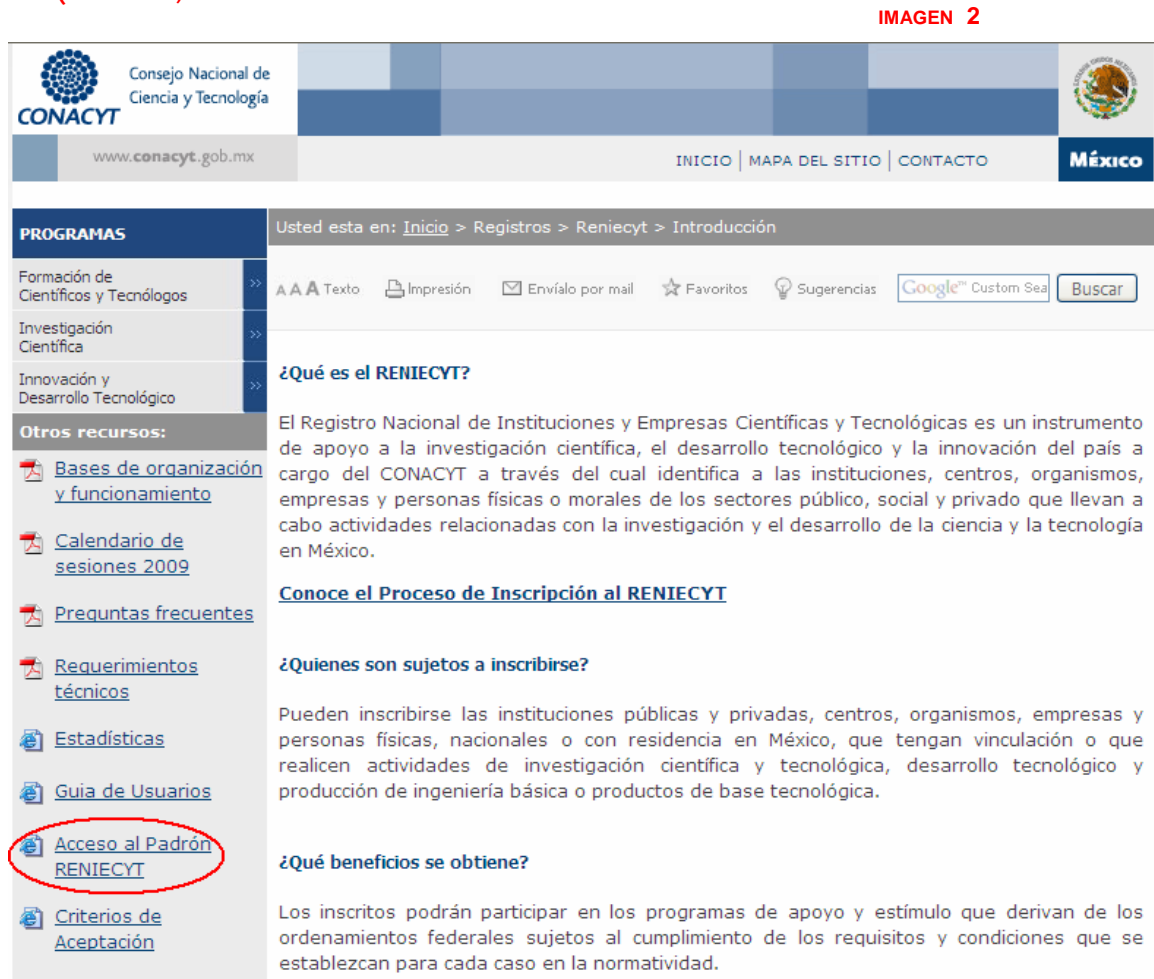 IMAGEN 2
Consejo Nacional de
Ciencia y Tecnología
CONACYT
www.conacyt.gob.mx
INICIO | MAPA DEL SITIO | CONTACTO
México
PROGRAMAS
Formación de
Científicos y Tecnólogos
Investigación
Científica
Innovación y
Desarrollo Tecnológico
Otros recursos:
Bases de organización
y funcionamiento
Calendario de
sesiones 2009
Preguntas frecuentes
Requerimientos
técnicos
Estadísticas
Guia de Usuarios
Acceso al Padrón
RENIECYT
Criterios de
Aceptación
Usted esta en: Inicio > Registros > Reniecyt > Introducción
A A A Texto Impresión Envíalo por mail Favoritos Sugerencias Google™ Custom Sea Buscar
¿Qué es el RENIECYT?
El Registro Nacional de Instituciones y Empresas Científicas y Tecnológicas es un instrumento
de apoyo a la investigación científica, el desarrollo tecnológico y la innovación del país a
cargo del CONACYT a través del cual identifica a las instituciones, centros, organismos,
empresas y personas físicas o morales de los sectores público, social y privado que llevan a
cabo actividades relacionadas con la investigación y el desarrollo de la ciencia y la tecnología
en México.
Conoce el Proceso de Inscripción al RENIECYT
¿Quienes son sujetos a inscribirse?
Pueden inscribirse las instituciones públicas y privadas, centros, organismos, empresas y
personas físicas, nacionales o con residencia en México, que tengan vinculación o que
realicen actividades de investigación científica y tecnológica, desarrollo tecnológico y
producción de ingeniería básica o productos de base tecnológica.
¿Qué beneficios se obtiene?
Los inscritos podrán participar en los programas de apoyo y estímulo que derivan de los
ordenamientos federales sujetos al cumplimiento de los requisitos y condiciones que se
establezcan para cada caso en la normatividad.